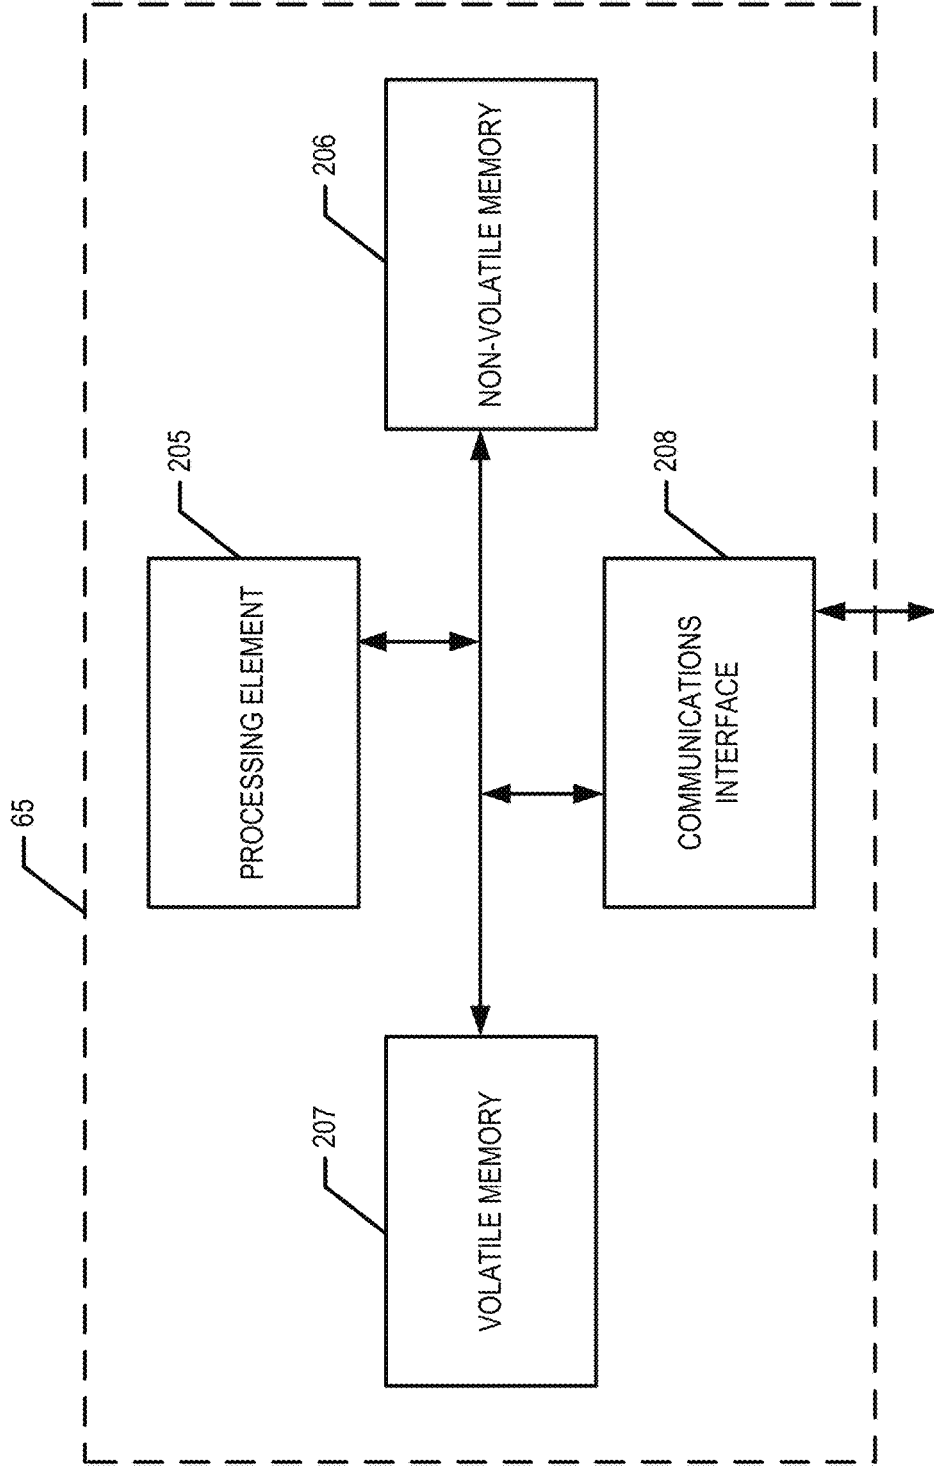 65
PROCESSING ELEMENT
205
207
VOLATILE MEMORY
206
NON-VOLATILE MEMORY
208
COMMUNICATIONS
INTERFACE